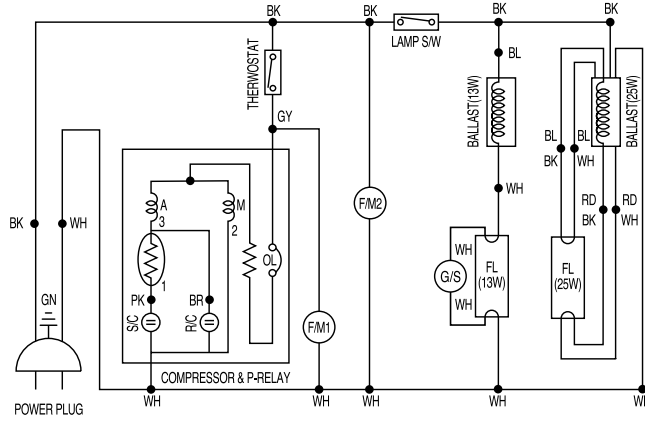 BK
BK
BK
BK
LAMP S/W
THERWOSTAT
BL
BALLAST(13W)
BALLAST(25W)
GY
BL
BL
BK
WH
WH
RD
RD
BK
WH
A
3
M
2
F/M2
BK
WH
WH
G/S
FL
(13W)
WH
FL
(25W)
OL
1
GN
PK
BR
S/C
R/C
F/M1
COMPRESSOR & P-RELAY
POWER PLUG
WH
WH
WH
WH
WH